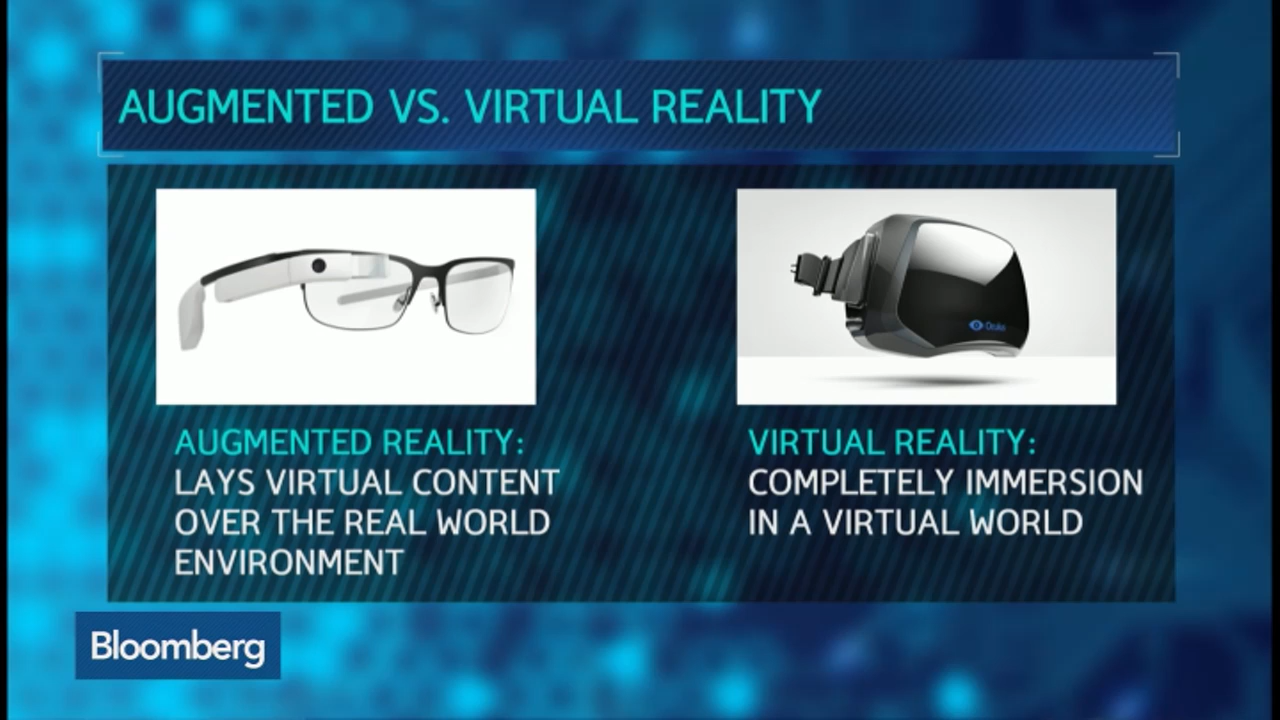 AUGMENTED VS. VIRTUAL REALITY
Oculus
AUGMENTED REALITY:
LAYS VIRTUAL CONTENT
OVER THE REAL WORLD
ENVIRONMENT
VIRTUAL REALITY:
COMPLETELY IMMERSION
IN A VIRTUAL WORLD
Bloomberg